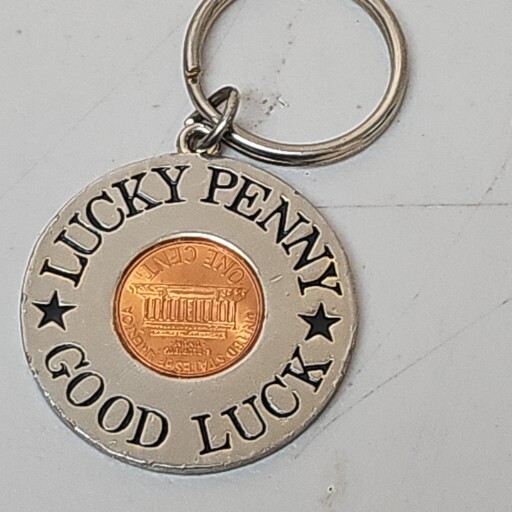 LUCKY PENNY
GOOD LUCK
ONE CENT
UNITED STATES OF AMERICA